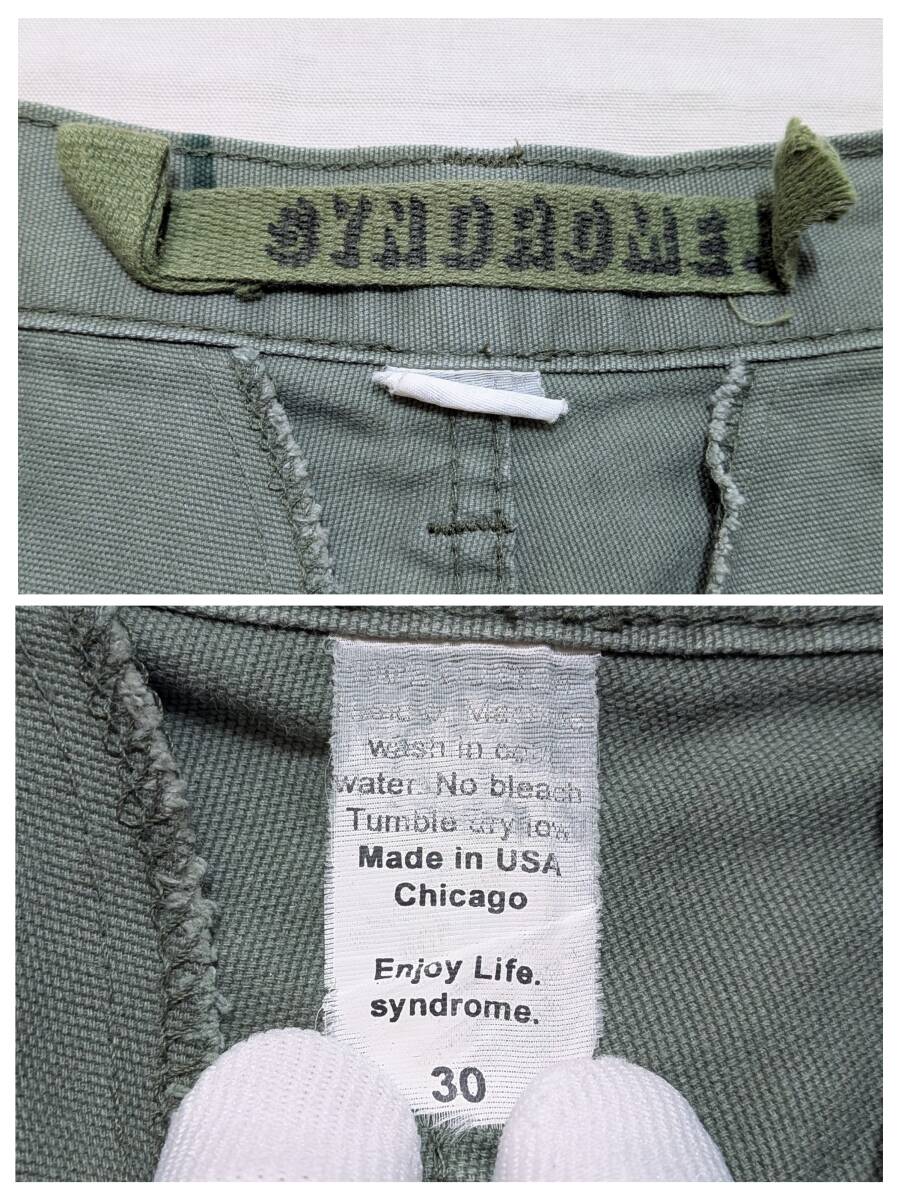 SYNDROME.
wash in cold
water. No bleach
Tumble dry low
Made in USA
Chicago
Enjoy Life.
syndrome.
30